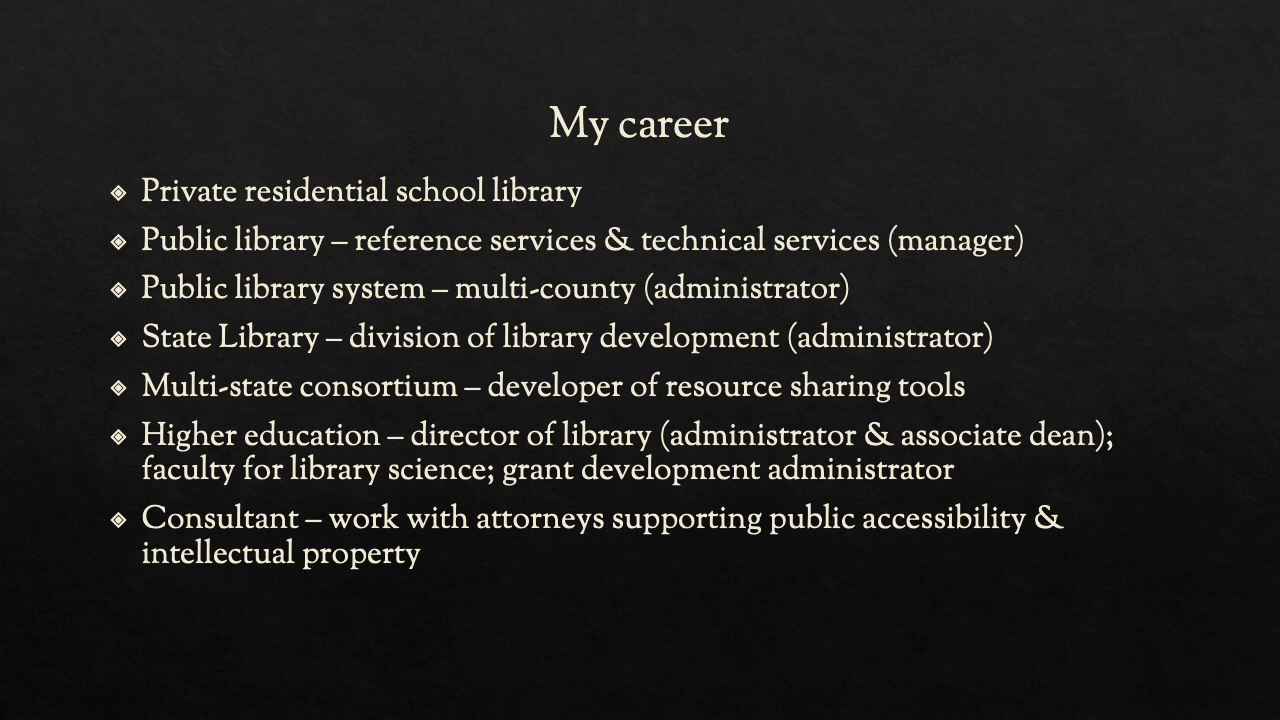 My career
Private residential school library
Public library – reference services & technical services (manager)
Public library system – multi-county (administrator)
State Library – division of library development (administrator)
Multi-state consortium – developer of resource sharing tools
Higher education – director of library (administrator & associate dean);
faculty for library science; grant development administrator
Consultant – work with attorneys supporting public accessibility &
intellectual property